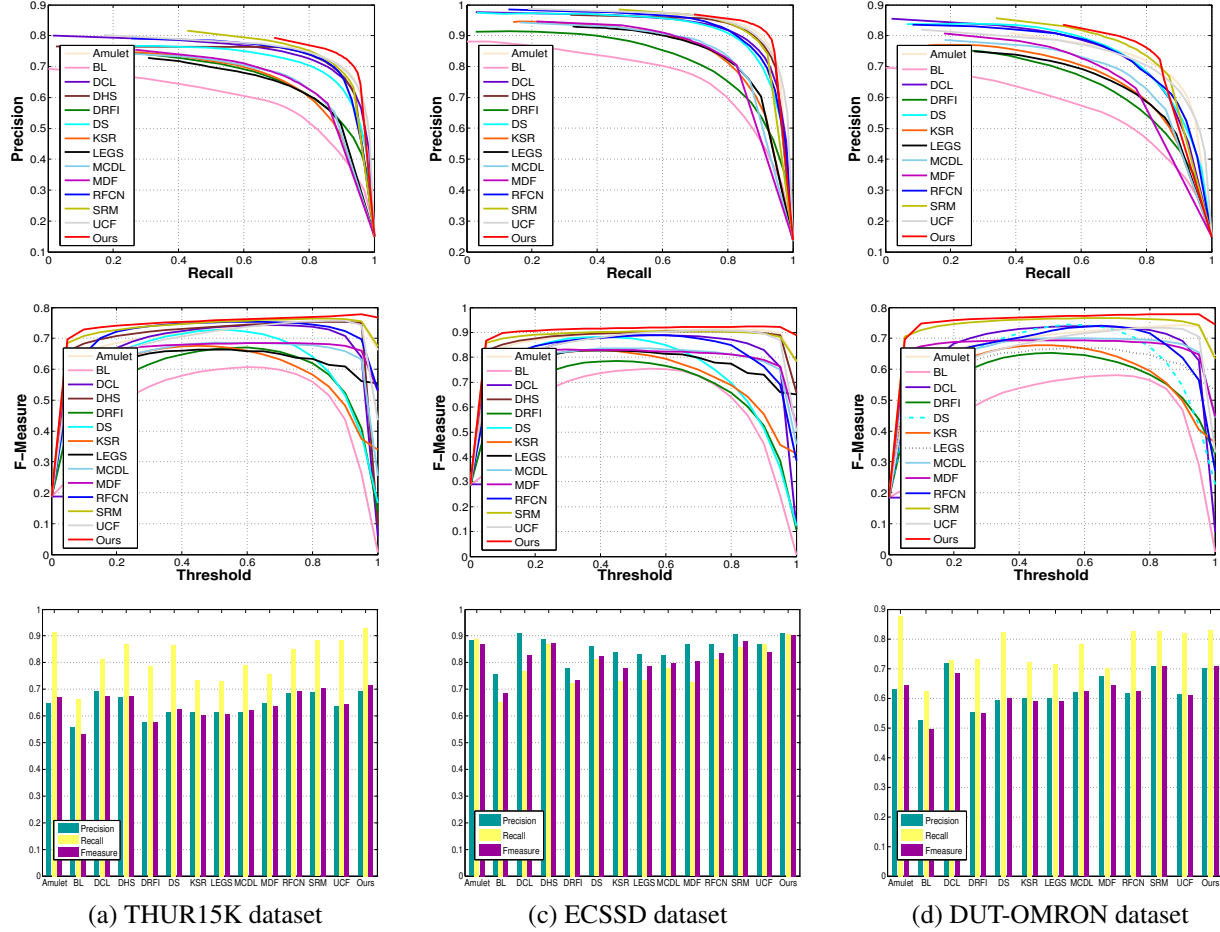 0.9
0.8
0.7
0.6
0.5
0.4
0.3
0.2
0.1
Precision
Amulet
BL
DCL
DHS
DRFI
DS
KSR
LEGS
MCDL
MDF
RFCN
SRM
UCF
Ours
0 0.2 0.4 0.6 0.8 1
Recall
1
0.9
0.8
0.7
0.6
0.5
0.4
0.3
0.2
Precision
Amulet
BL
DCL
DHS
DRFI
DS
KSR
LEGS
MCDL
MDF
RFCN
SRM
UCF
Ours
0 0.2 0.4 0.6 0.8 1
Recall
0.9
0.8
0.7
0.6
0.5
0.4
0.3
0.2
0.1
Precision
Amulet
BL
DCL
DRFI
DS
KSR
LEGS
MCDL
MDF
RFCN
SRM
UCF
Ours
0 0.2 0.4 0.6 0.8 1
Recall
0.8
0.7
0.6
0.5
0.4
0.3
0.2
0.1
0
F-Measure
Amulet
BL
DCL
DHS
DRFI
DS
KSR
LEGS
MCDL
MDF
RFCN
SRM
UCF
Ours
0 0.2 0.4 0.6 0.8 1
Threshold
1
0.9
0.8
0.7
0.6
0.5
0.4
0.3
0.2
0.1
0
F-Measure
Amulet
BL
DCL
DHS
DRFI
DS
KSR
LEGS
MCDL
MDF
RFCN
SRM
UCF
Ours
0 0.2 0.4 0.6 0.8 1
Threshold
0.8
0.7
0.6
0.5
0.4
0.3
0.2
0.1
0
F-Measure
Amulet
BL
DCL
DRFI
DS
KSR
LEGS
MCDL
MDF
RFCN
SRM
UCF
Ours
0 0.2 0.4 0.6 0.8 1
Threshold
1
0.9
0.8
0.7
0.6
0.5
0.4
0.3
0.2
0.1
0
Precision
Recall
Fmeasure
Amulet BL DCL DHS DRFI DS KSR LEGS MCDL MDF RFCN SRM UCF Ours
1
0.9
0.8
0.7
0.6
0.5
0.4
0.3
0.2
0.1
0
Precision
Recall
Fmeasure
Amulet BL DCL DHS DRFI DS KSR LEGS MCDL MDF RFCN SRM UCF Ours
0.9
0.8
0.7
0.6
0.5
0.4
0.3
0.2
0.1
0
Precision
Recall
Fmeasure
Amulet BL DCL DRFI DS KSR LEGS MCDL MDF RFCN SRM UCF Ours
(a) THUR15K dataset
(c) ECSSD dataset
(d) DUT-OMRON dataset